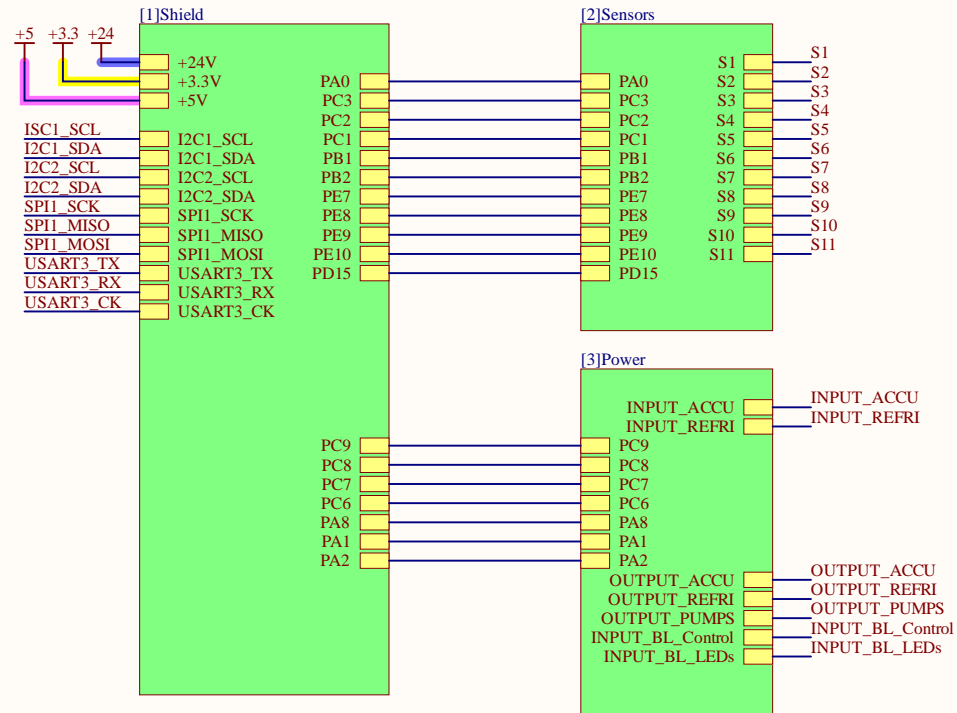 [1]Shield
[2]Sensors
+5 +3.3 +24
+24V
+3.3V
+5V
ISC1_SCL
I2C1_SDA
I2C2_SCL
I2C2_SDA
SPI1_SCK
SPI1_MISO
SPI1_MOSI
USART3_TX
USART3_RX
USART3_CK
I2C1_SCL
I2C1_SDA
I2C2_SCL
I2C2_SDA
SPI1_SCK
SPI1_MISO
SPI1_MOSI
USART3_TX
USART3_RX
USART3_CK
PA0
PC3
PC2
PC1
PB1
PB2
PE7
PE8
PE9
PE10
PD15
PC9
PC8
PC7
PC6
PA8
PA1
PA2
PA0
PC3
PC2
PC1
PB1
PB2
PE7
PE8
PE9
PE10
PD15
S1
S2
S3
S4
S5
S6
S7
S8
S9
S10
S11
S1
S2
S3
S4
S5
S6
S7
S8
S9
S10
S11
[3]Power
INPUT_ACCU
INPUT_REFRI
PC9
PC8
PC7
PC6
PA8
PA1
PA2
OUTPUT_ACCU
OUTPUT_REFRI
OUTPUT_PUMPS
INPUT_BL_Control
INPUT_BL_LEDs
INPUT_ACCU
INPUT_REFRI
OUTPUT_ACCU
OUTPUT_REFRI
OUTPUT_PUMPS
INPUT_BL_Control
INPUT_BL_LEDs